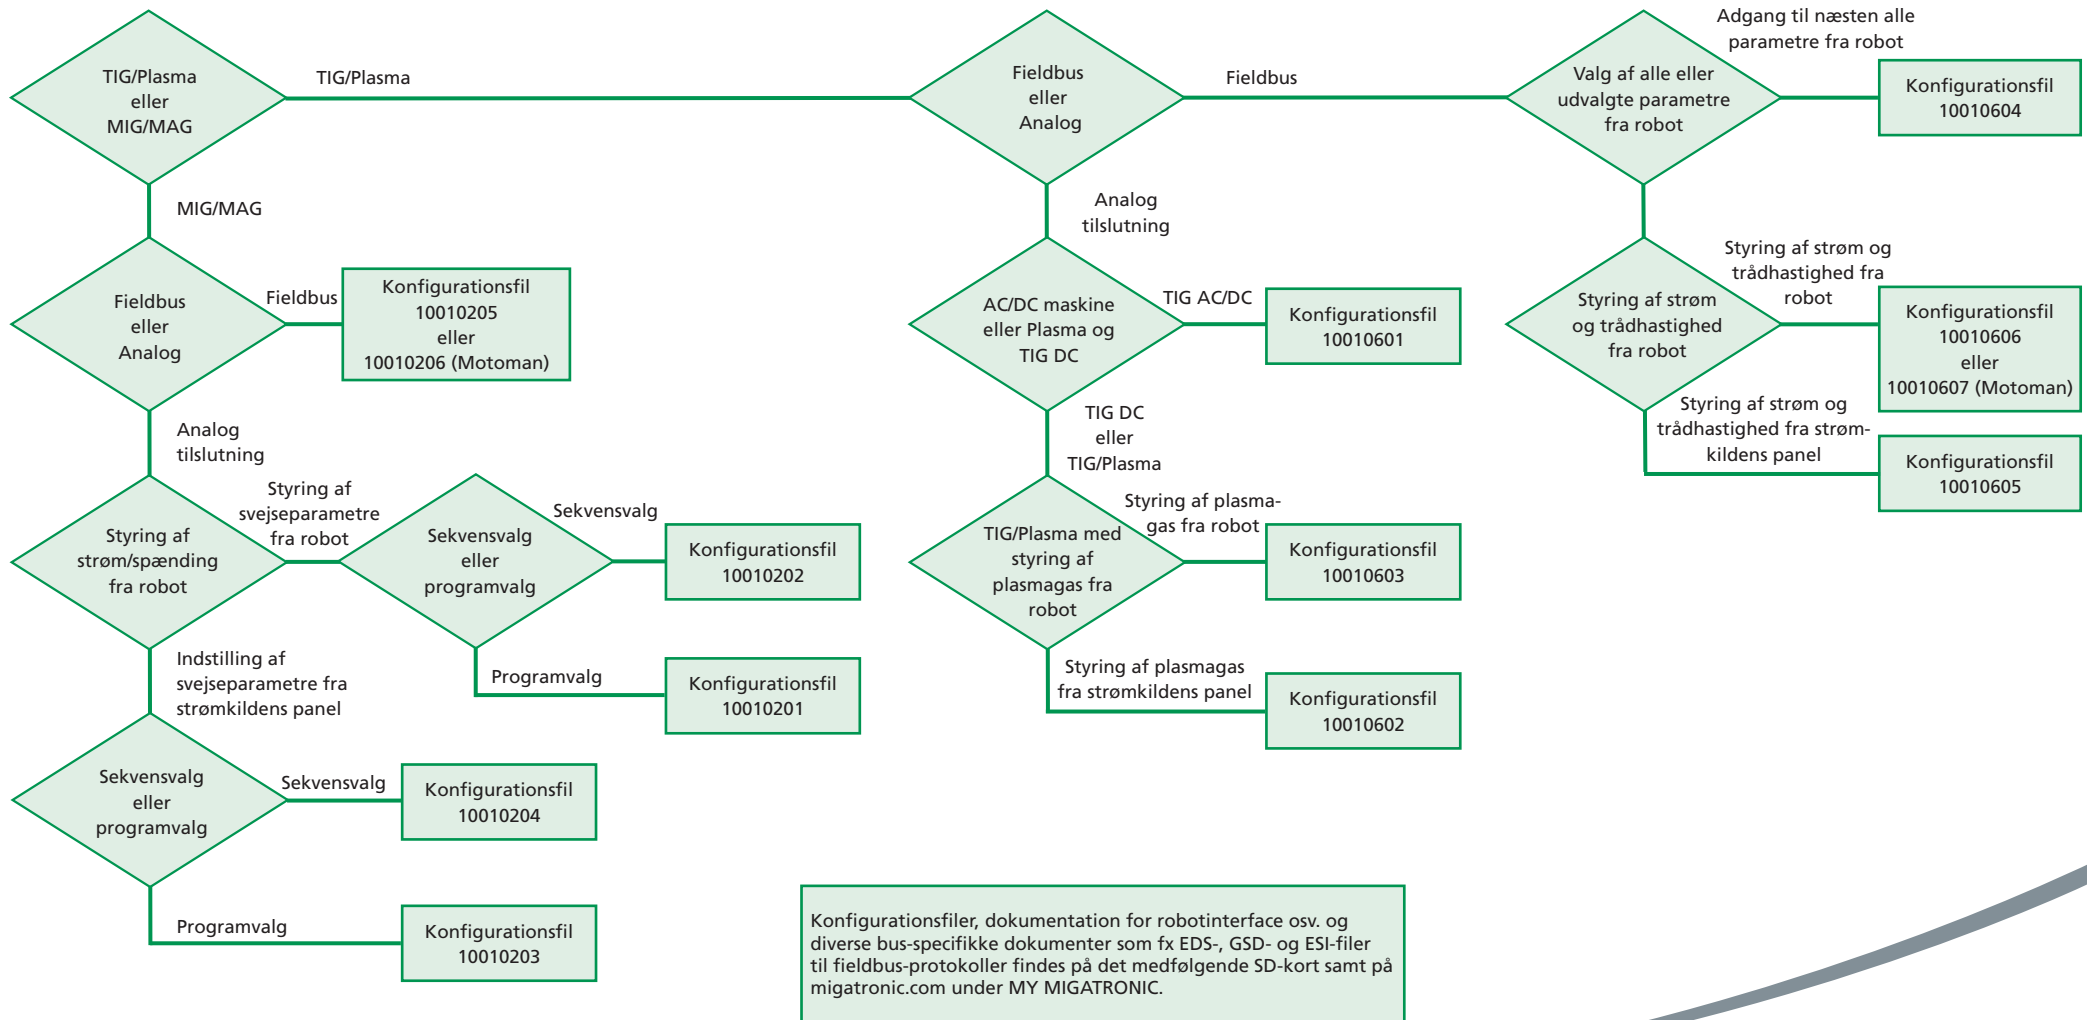 TIG/Plasma
eller
MIG/MAG
TIG/Plasma
Fieldbus
eller
Analog
Fieldbus
Valg af alle eller
udvalgte parametre
fra robot
Adgang til næsten alle
parametre fra robot
Konfigurationsfil
10010604
MIG/MAG
Analog
tilslutning
Fieldbus
eller
Analog
Fieldbus
Konfigurationsfil
10010205
eller
10010206 (Motoman)
AC/DC maskine
eller Plasma og
TIG DC
TIG AC/DC
Konfigurationsfil
10010601
Styring af strøm
og trådhastighed
fra robot
Styring af strøm og
trådhastighed fra
robot
Konfigurationsfil
10010606
eller
10010607 (Motoman)
Styring af strøm og
trådhastighed fra strøm-
kildens panel
Konfigurationsfil
10010605
Analog
tilslutning
TIG DC
eller
TIG/Plasma
Styring af
strøm/spænding
fra robot
Styring af
svejseparametre
fra robot
Sekvensvalg
eller
programvalg
Sekvensvalg
Konfigurationsfil
10010202
Programvalg
Konfigurationsfil
10010201
TIG/Plasma med
styring af
plasmagas fra
robot
Styring af plasma-
gas fra robot
Konfigurationsfil
10010603
Styring af plasmagas
fra strømkildens panel
Konfigurationsfil
10010602
Indstilling af
svejseparametre fra
strømkildens panel
Sekvensvalg
eller
programvalg
Sekvensvalg
Konfigurationsfil
10010204
Programvalg
Konfigurationsfil
10010203
Konfigurationsfiler, dokumentation for robotinterface osv. og
diverse bus-specifikke dokumenter som fx EDS-, GSD- og ESI-filer
til fieldbus-protokoller findes på det medfølgende SD-kort samt på
migatronic.com under MY MIGATRONIC.